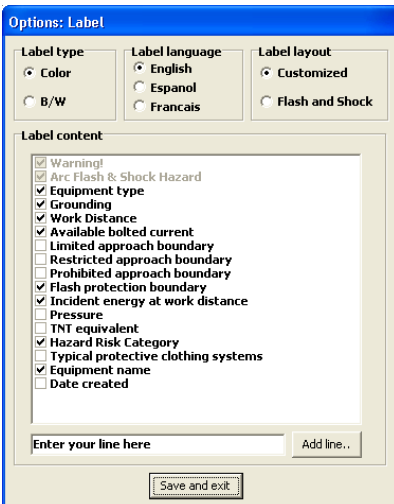 Options: Label
Label type Label language Label layout
Color English Customized
Espanol
B/W Francais Flash and Shock
Label content
Warning!
Arc Flash & Shock Hazard
Equipment type
Grounding
Work Distance
Available bolted current
Limited approach boundary
Restricted approach boundary
Prohibited approach boundary
Flash protection boundary
Incident energy at work distance
Pressure
TNT equivalent
Hazard Risk Category
Typical protective clothing systems
Equipment name
Date created
Enter your line here Add line..
Save and exit